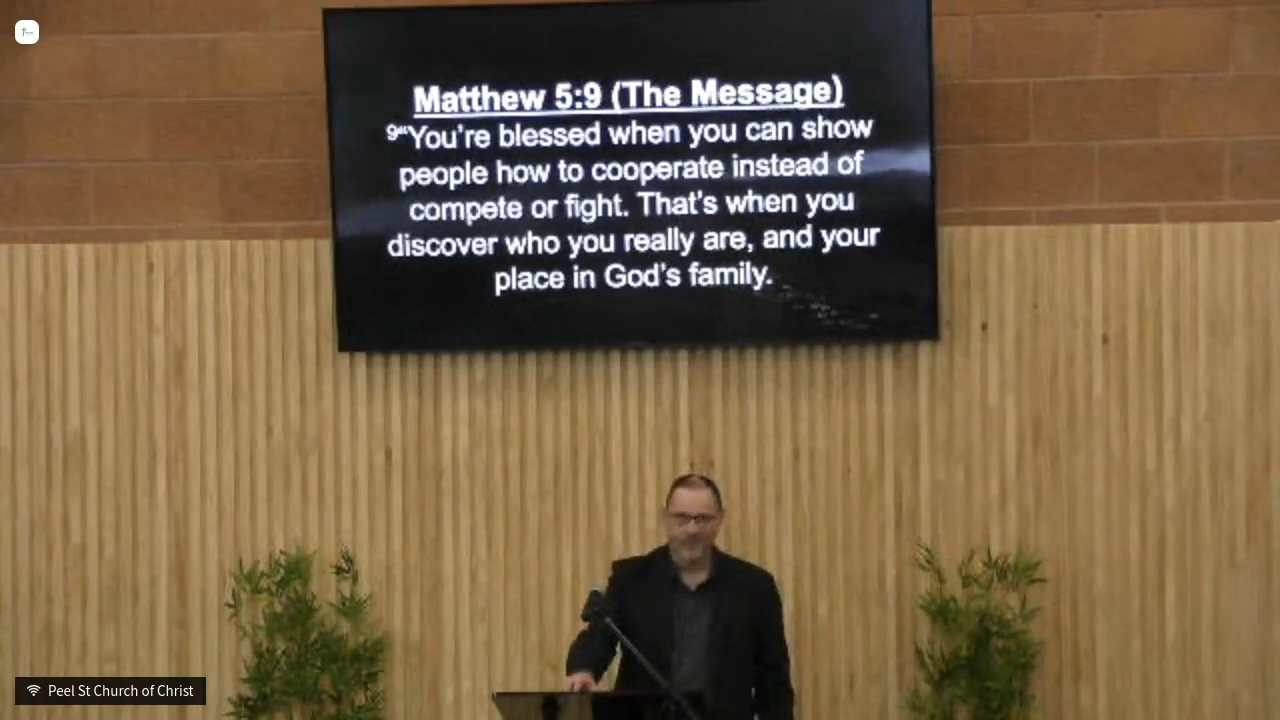 Matthew 5:9 (The Message)
9“You’re blessed when you can show
people how to cooperate instead of
compete or fight. That’s when you
discover who you really are, and your
place in God’s family.
Peel St Church of Christ